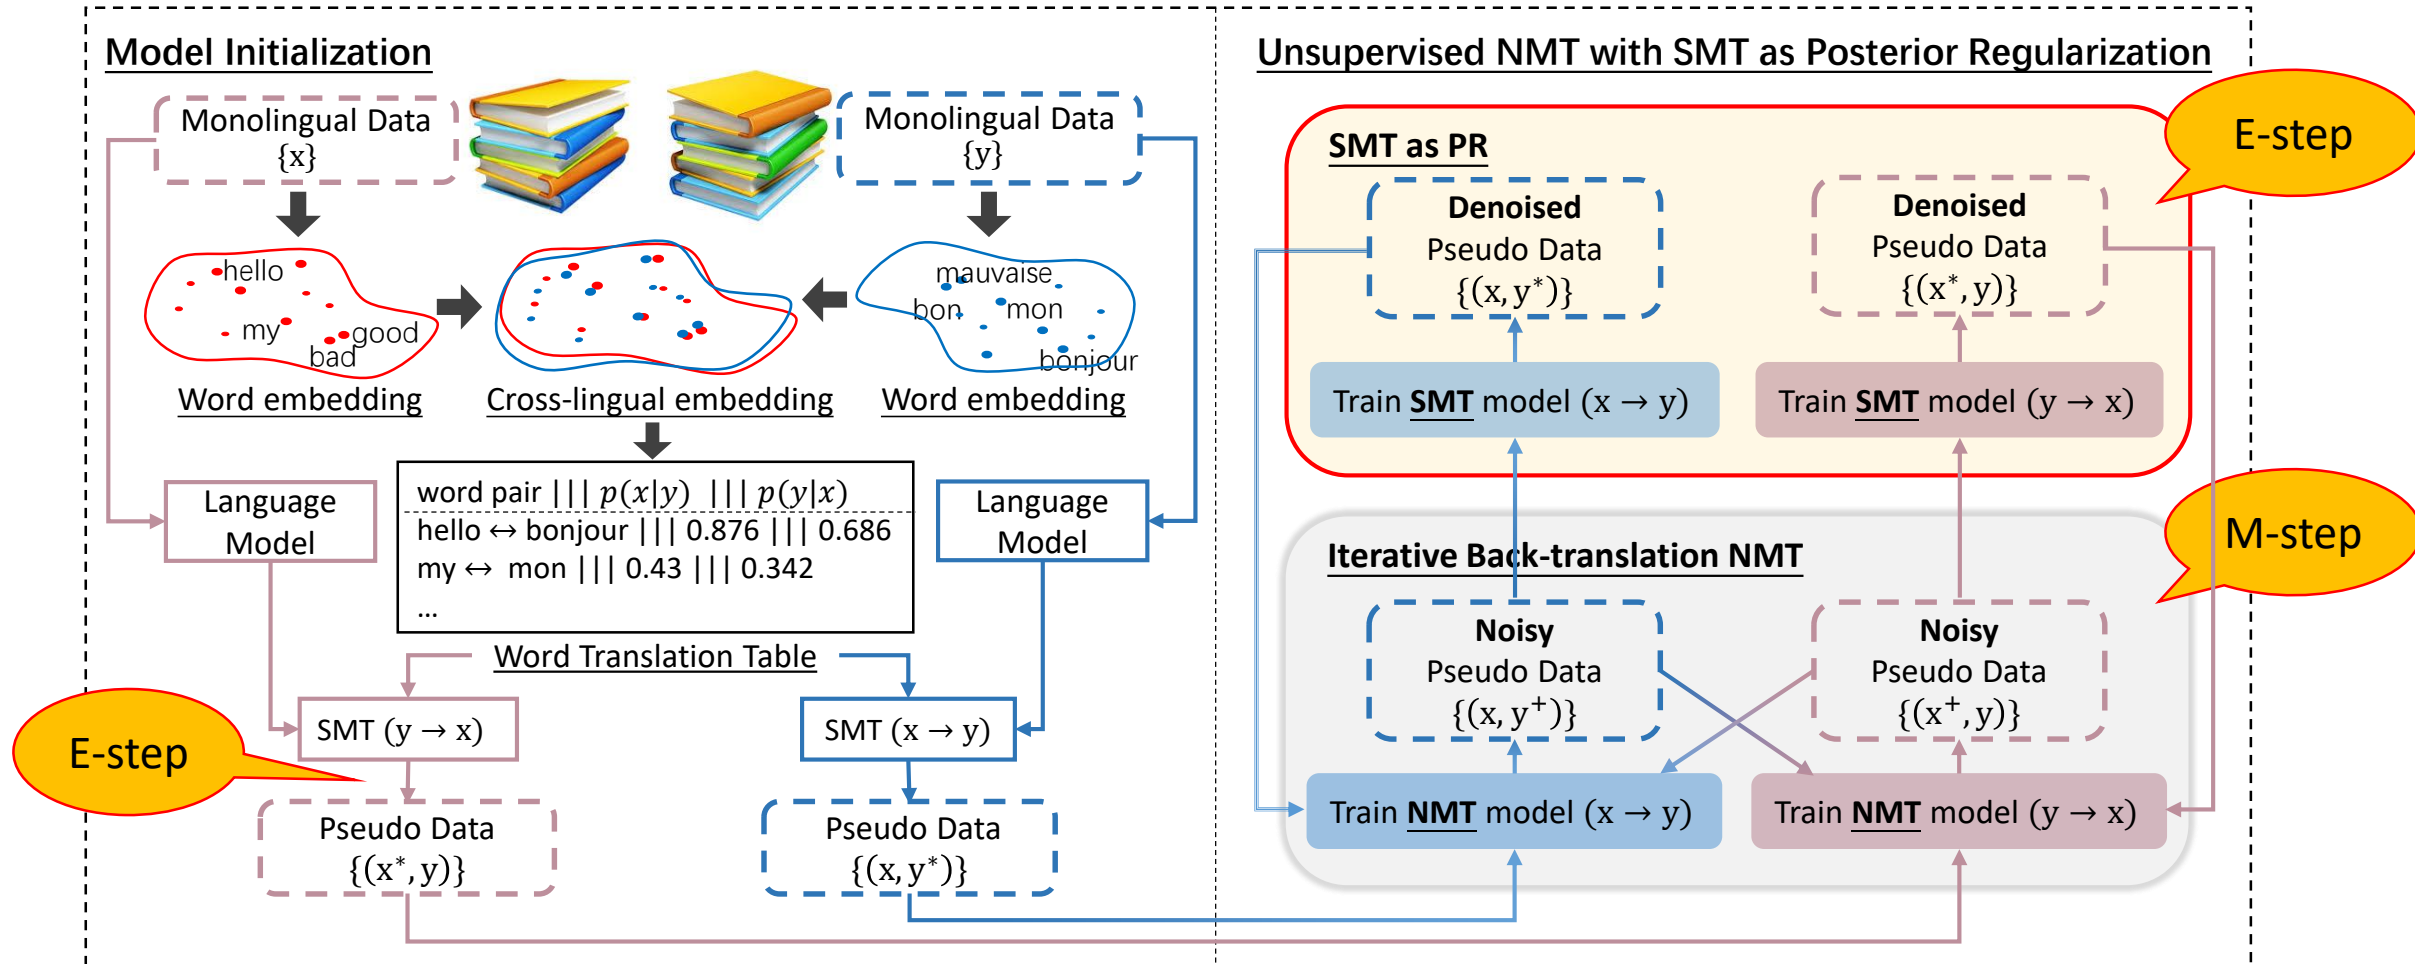 Model Initialization
Monolingual Data
{x}
Monolingual Data
{y}
hello
my
good
bad
mauvaise
bon
mon
bonjour
Word embedding
Cross-lingual embedding
Word embedding
Language
Model
word pair ||| p(x|y) ||| p(y|x)
hello ↔ bonjour ||| 0.876 ||| 0.686
my ↔ mon ||| 0.43 ||| 0.342
...
Language
Model
Word Translation Table
SMT (y → x)
SMT (x → y)
E-step
Pseudo Data
{(x*, y)}
Pseudo Data
{(x, y*)}
Unsupervised NMT with SMT as Posterior Regularization
E-step
SMT as PR
Denoised
Pseudo Data
{(x, y*)}
Denoised
Pseudo Data
{(x*, y)}
Train SMT model (x → y)
Train SMT model (y → x)
M-step
Iterative Back-translation NMT
Noisy
Pseudo Data
{(x, y⁺)}
Noisy
Pseudo Data
{(x⁺, y)}
Train NMT model (x → y)
Train NMT model (y → x)